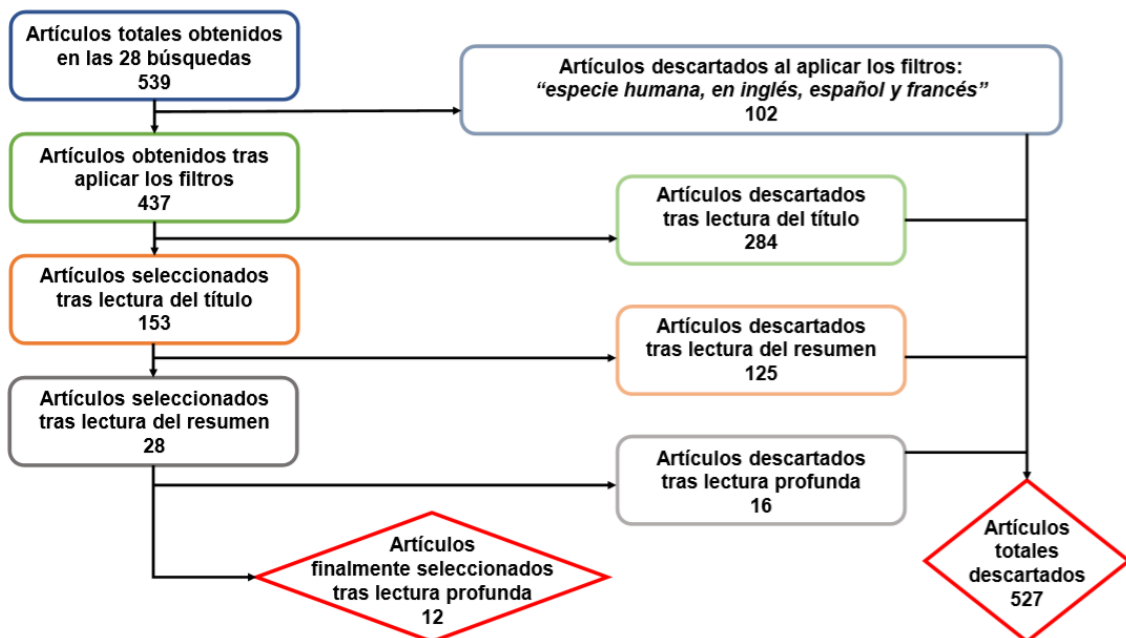 Artículos totales obtenidos
en las 28 búsquedas
539
Artículos descartados al aplicar los filtros:
“especie humana, en inglés, español y francés”
102
Artículos obtenidos tras
aplicar los filtros
437
Artículos descartados
tras lectura del título
284
Artículos seleccionados
tras lectura del título
153
Artículos descartados
tras lectura del resumen
125
Artículos seleccionados
tras lectura del resumen
28
Artículos descartados
tras lectura profunda
16
Artículos
finalmente seleccionados
tras lectura profunda
12
Artículos
totales
descartados
527